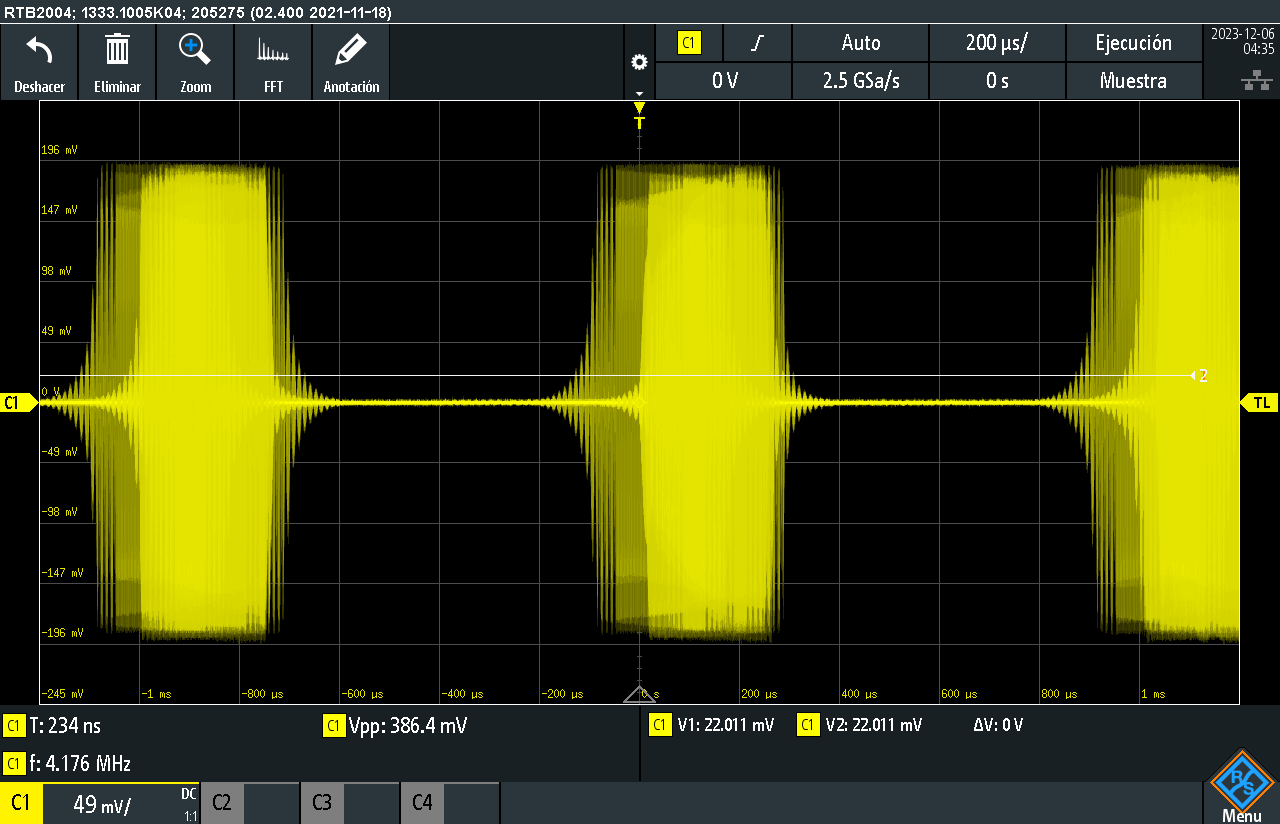 RTB2004; 1333.1005K04; 205275 (02.400 2021-11-18)
Deshacer
Eliminar
Zoom
FFT
Anotación
C1
Auto
200 µs/
Ejecución
0 V
2.5 GSa/s
0 s
Muestra
2023-12-06
04:35
T
196 mV
147 mV
98 mV
49 mV
0 V
-49 mV
-98 mV
-147 mV
-196 mV
-245 mV
C1
2
TL
-1 ms
-800 µs
-600 µs
-400 µs
-200 µs
0 s
200 µs
400 µs
600 µs
800 µs
1 ms
C1 T: 234 ns
C1 Vpp: 386.4 mV
C1 V1: 22.011 mV
C1 V2: 22.011 mV
ΔV: 0 V
C1 f: 4.176 MHz
C1
49 mV/
DC
1:1
C2
C3
C4
R S
Menu